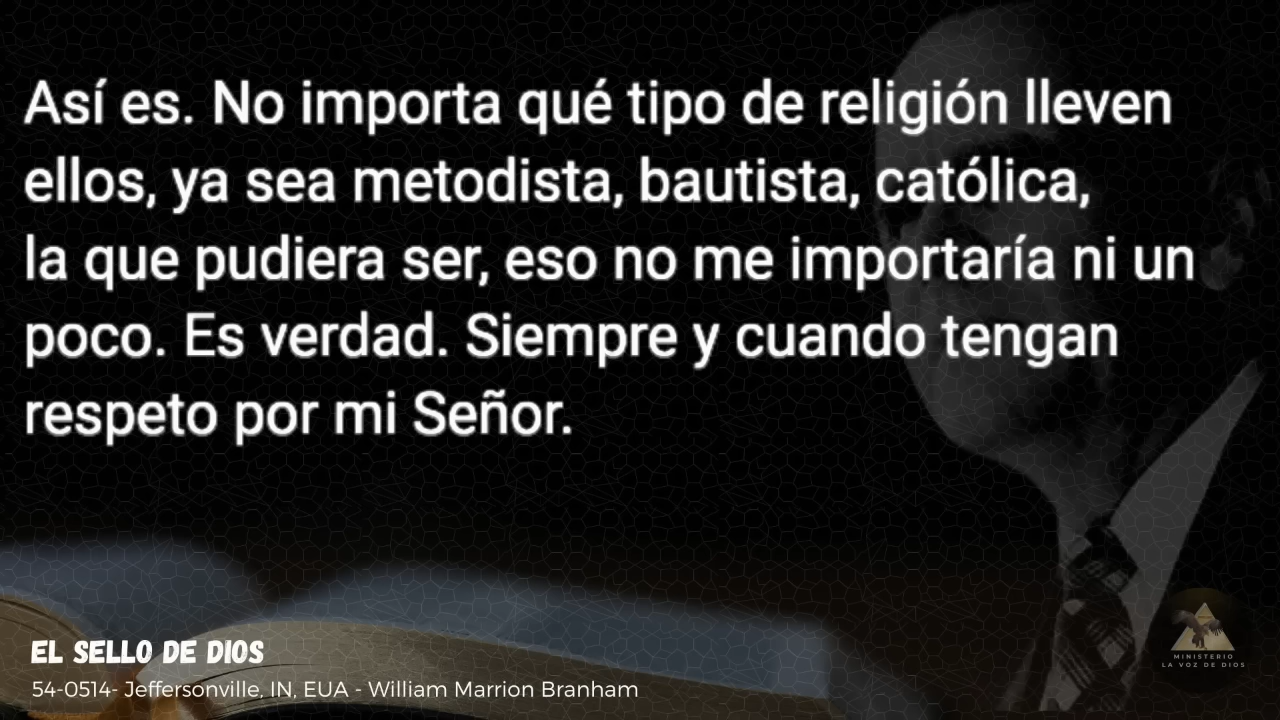 Así es. No importa qué tipo de religión lleven
ellos, ya sea metodista, bautista, católica,
la que pudiera ser, eso no me importaría ni un
poco. Es verdad. Siempre y cuando tengan
respeto por mi Señor.
EL SELLO DE DIOS
54-0514- Jeffersonville, IN, EUA - William Marrion Branham
MINISTERIO
LA VOZ DE DIOS